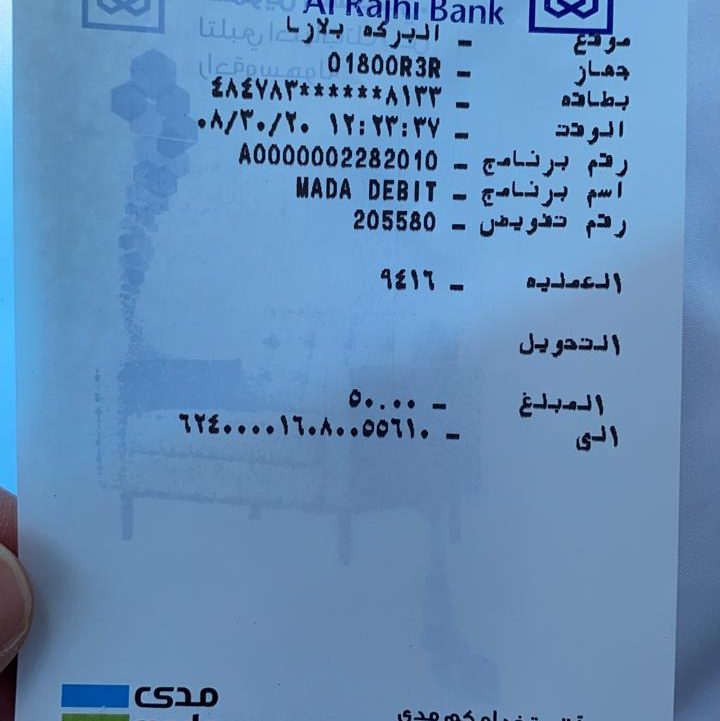 Al Rajhi Bank
موقع - البركه بلازا
جهاز - 01800R3R
بطاقه - ٤٨٤٧٨٣******٨١٣٣
الوقت - ٠٨/٣٠/٢٠ ١٢:٢٣:٣٧
رقم برنامج - A0000002282010
اسم برنامج - MADA DEBIT
رقم تفويض - 205580
العمليه - ٩٤١٦
التحويل
المبلغ - ٥٠.٠٠
الى - ٦٢٤٠٠٠٠١٦٠٨٠٠٥٥٦١٠
مدى